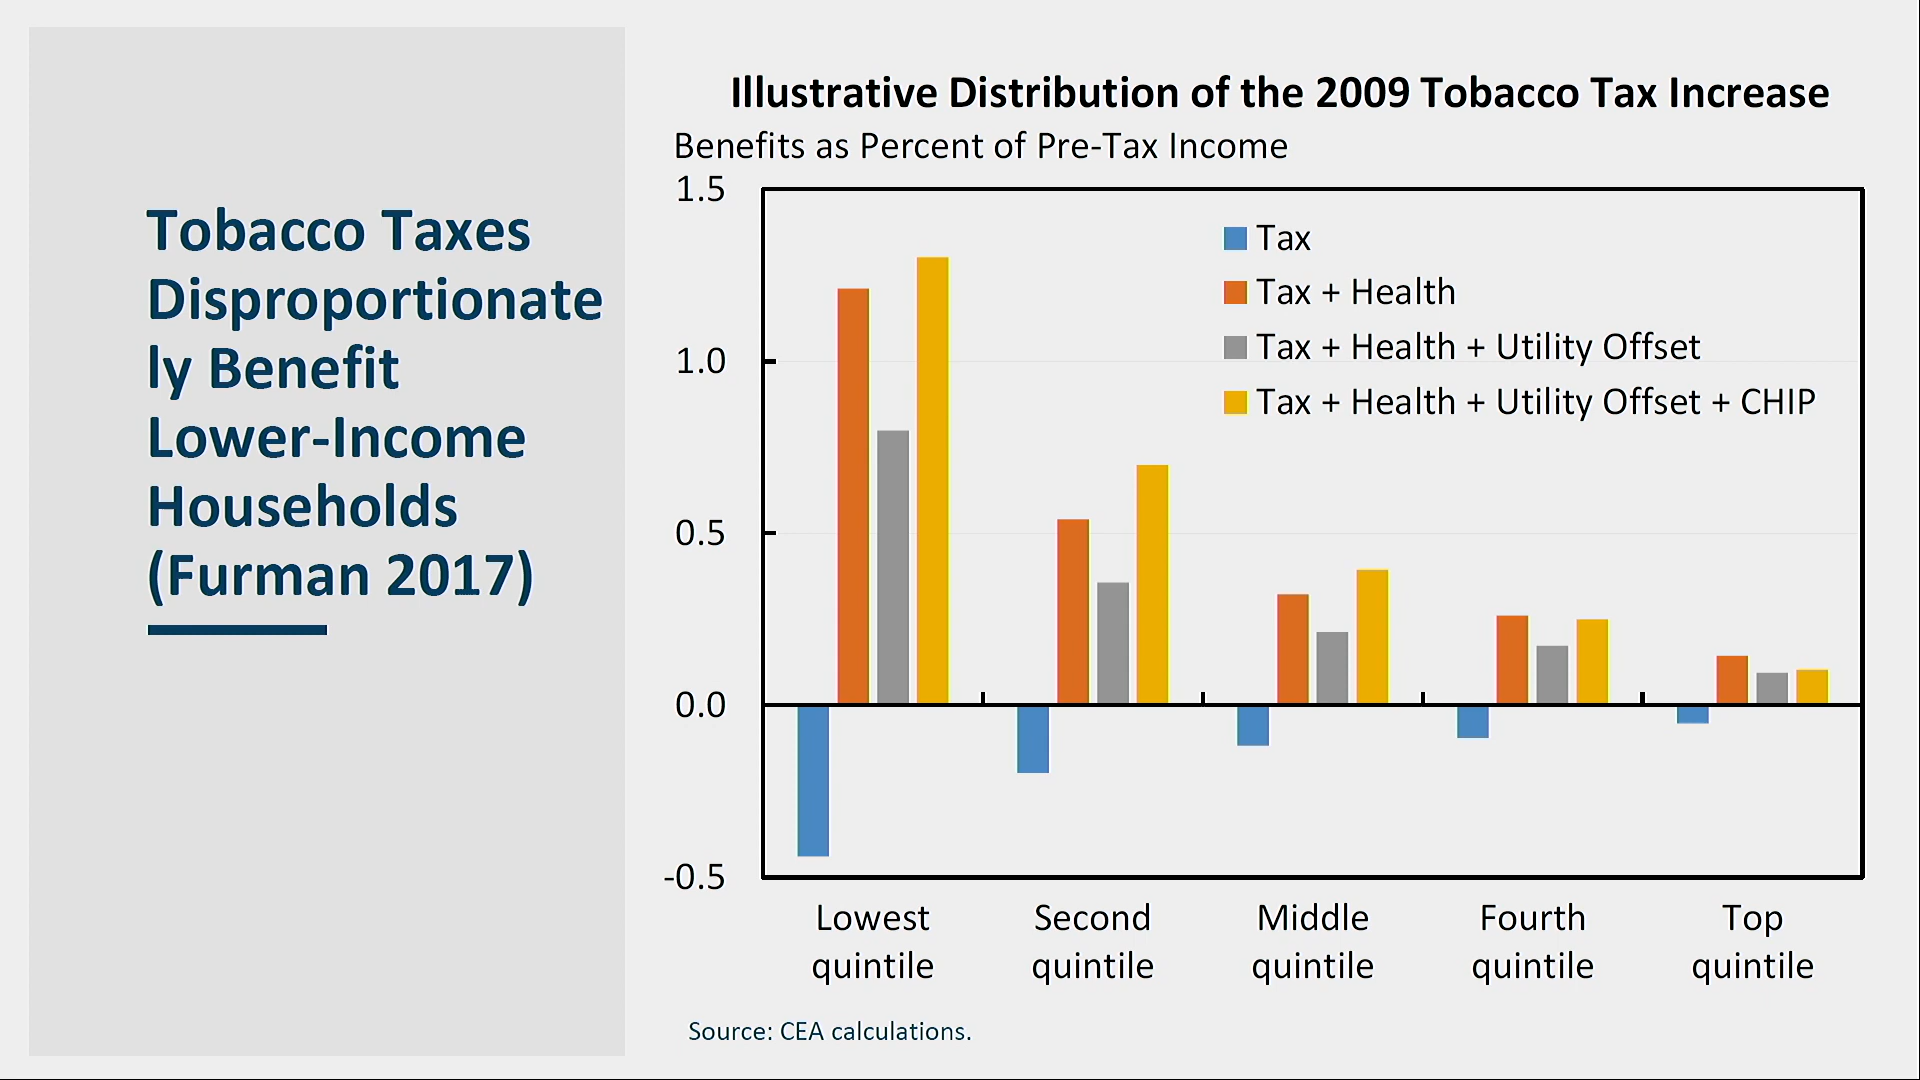 Tobacco Taxes
Disproportionate
ly Benefit
Lower-Income
Households
(Furman 2017)
Illustrative Distribution of the 2009 Tobacco Tax Increase
Benefits as Percent of Pre-Tax Income
1.5
1.0
0.5
0.0
-0.5
Tax
Tax + Health
Tax + Health + Utility Offset
Tax + Health + Utility Offset + CHIP
Lowest quintile
Second quintile
Middle quintile
Fourth quintile
Top quintile
Source: CEA calculations.